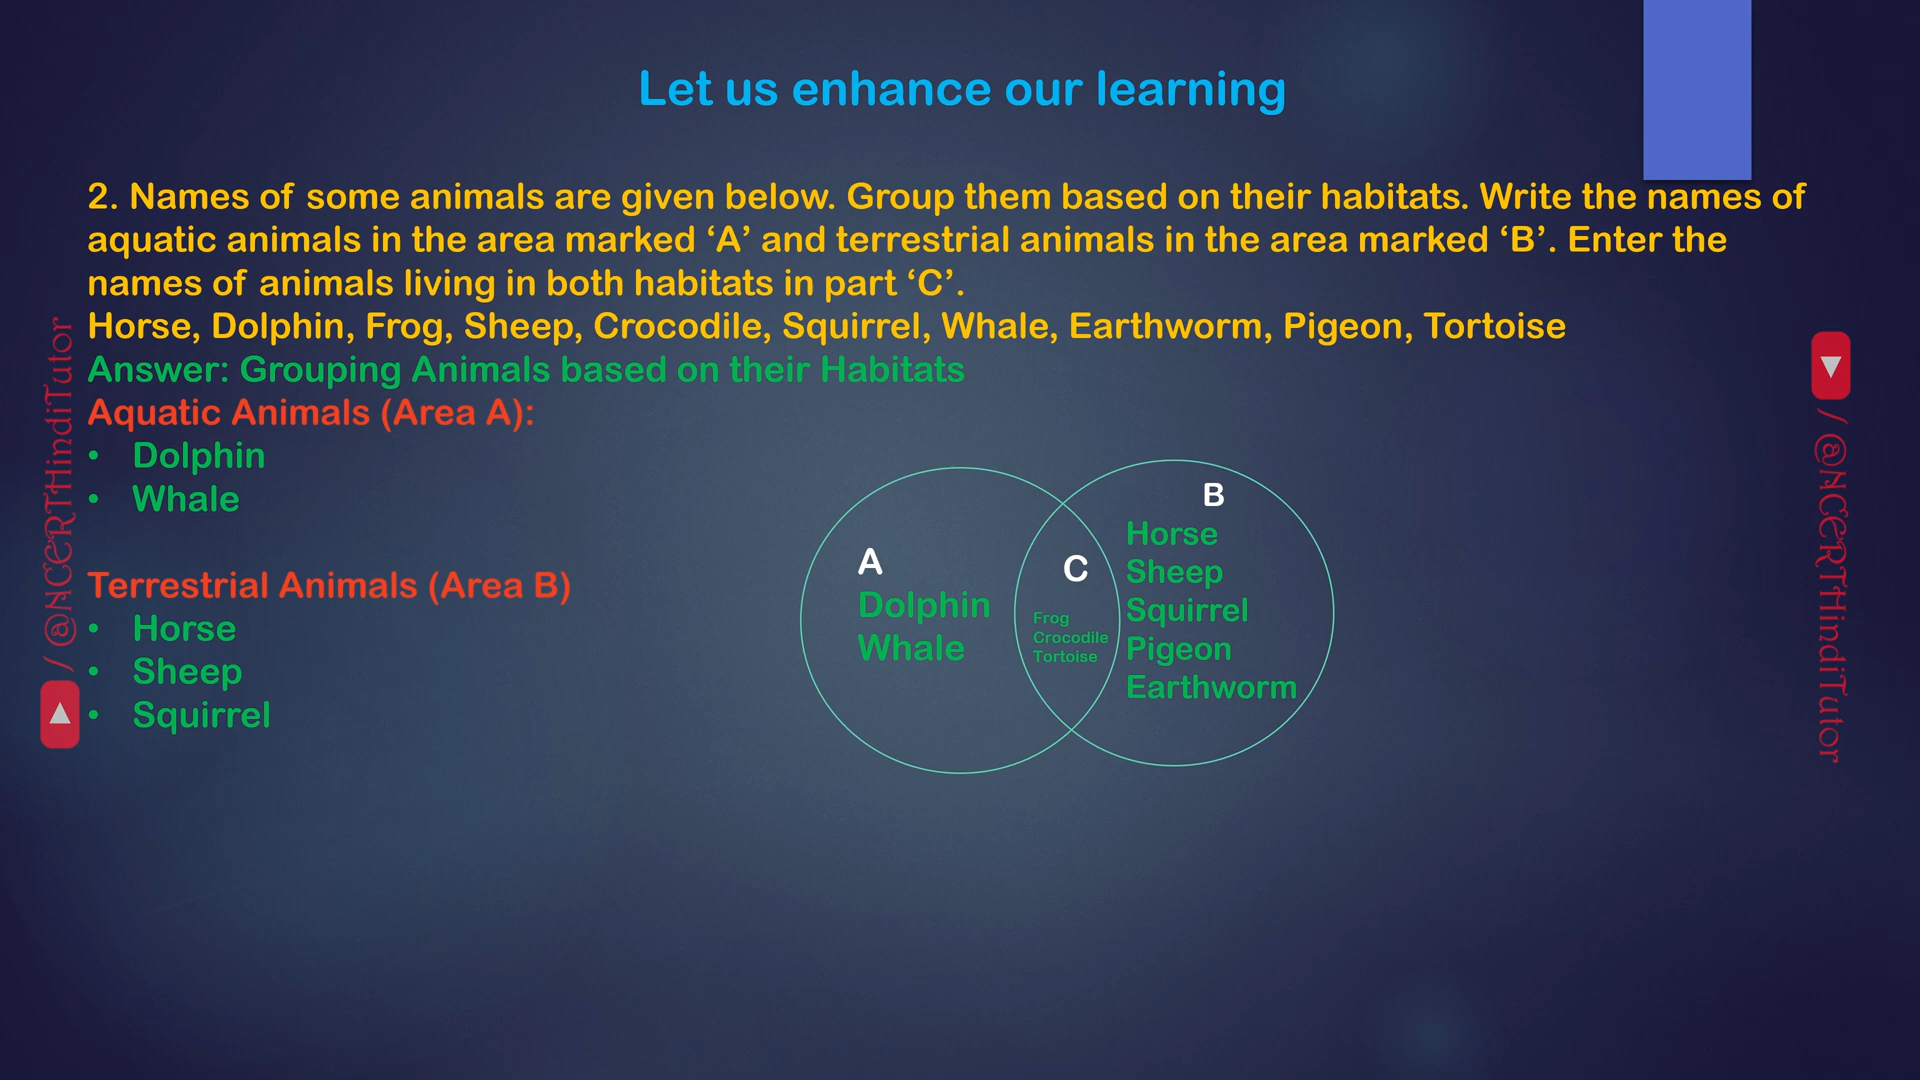 Let us enhance our learning
2. Names of some animals are given below. Group them based on their habitats. Write the names of
aquatic animals in the area marked ‘A’ and terrestrial animals in the area marked ‘B’. Enter the
names of animals living in both habitats in part ‘C’.
Horse, Dolphin, Frog, Sheep, Crocodile, Squirrel, Whale, Earthworm, Pigeon, Tortoise
Answer: Grouping Animals based on their Habitats
Aquatic Animals (Area A):
• Dolphin
• Whale
Terrestrial Animals (Area B)
• Horse
• Sheep
• Squirrel
A
Dolphin
Whale
C
Frog
Crocodile
Tortoise
B
Horse
Sheep
Squirrel
Pigeon
Earthworm
/ @NCERTHindiTutor
/ @NCERTHindiTutor